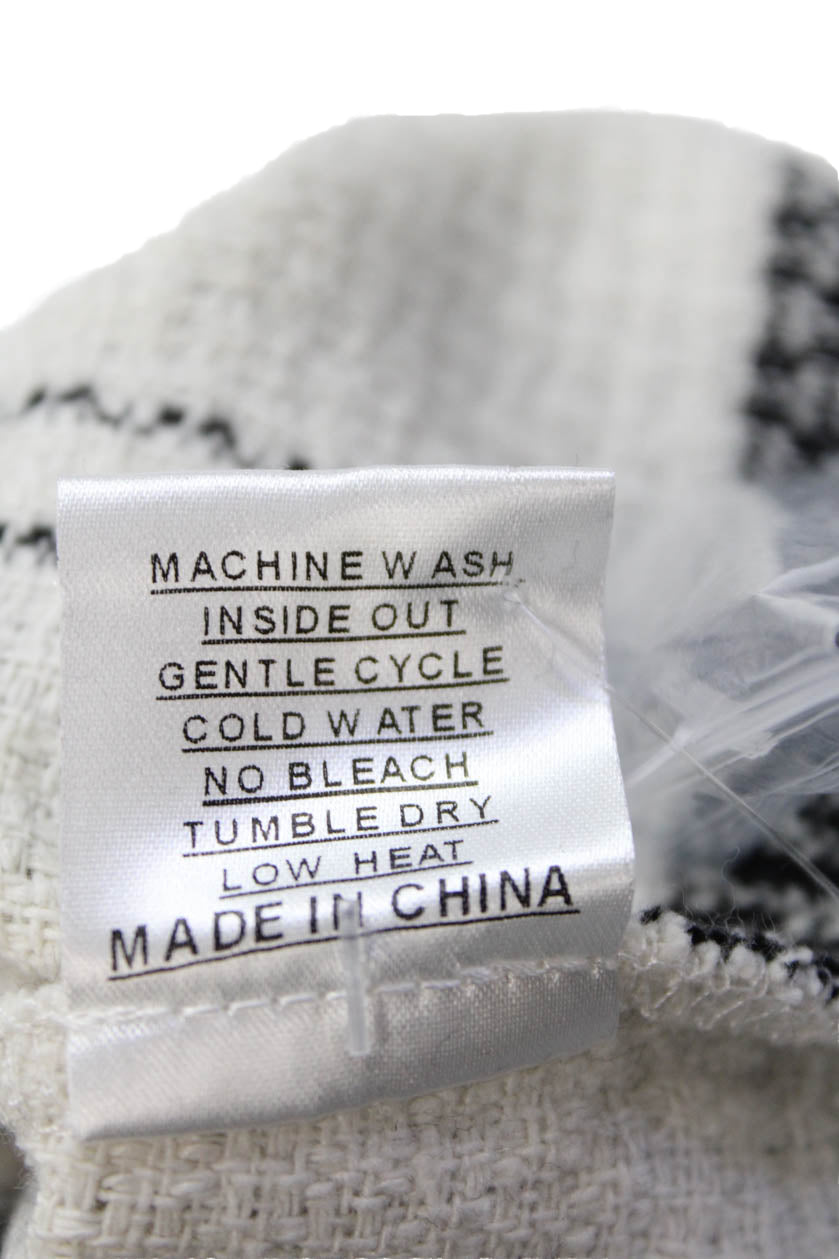 MACHINE WASH
INSIDE OUT
GENTLE CYCLE
COLD WATER
NO BLEACH
TUMBLE DRY
LOW HEAT
MADE IN CHINA